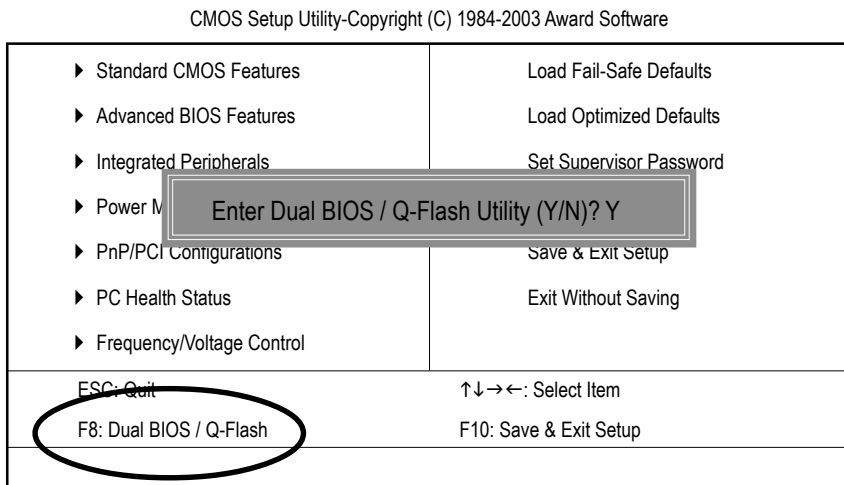 CMOS Setup Utility-Copyright (C) 1984-2003 Award Software
▶ Standard CMOS Features
Load Fail-Safe Defaults
▶ Advanced BIOS Features
Load Optimized Defaults
▶ Integrated Peripherals
Set Supervisor Password
▶ Power M
Enter Dual BIOS / Q-Flash Utility (Y/N)? Y
▶ PnP/PCI Configurations
Save & Exit Setup
▶ PC Health Status
Exit Without Saving
▶ Frequency/Voltage Control
ESC: Quit
↑↓→←: Select Item
F8: Dual BIOS / Q-Flash
F10: Save & Exit Setup